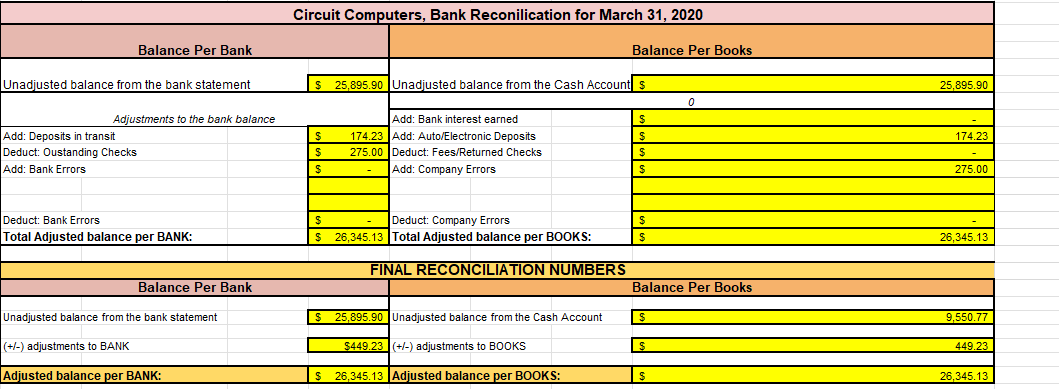 Circuit Computers, Bank Reconilication for March 31, 2020
Balance Per Bank Balance Per Books
Unadjusted balance from the bank statement $ 25,895.90 Unadjusted balance from the Cash Account $ 25,895.90
0
Adjustments to the bank balance Add: Bank interest earned $ -
Add: Deposits in transit $ 174.23 Add: Auto/Electronic Deposits $ 174.23
Deduct: Oustanding Checks $ 275.00 Deduct: Fees/Returned Checks $ -
Add: Bank Errors $ - Add: Company Errors $ 275.00
Deduct: Bank Errors $ - Deduct: Company Errors $ -
Total Adjusted balance per BANK: $ 26,345.13 Total Adjusted balance per BOOKS: $ 26,345.13
FINAL RECONCILIATION NUMBERS
Balance Per Bank Balance Per Books
Unadjusted balance from the bank statement $ 25,895.90 Unadjusted balance from the Cash Account $ 9,550.77
(+/-) adjustments to BANK $449.23 (+/-) adjustments to BOOKS $ 449.23
Adjusted balance per BANK: $ 26,345.13 Adjusted balance per BOOKS: $ 26,345.13